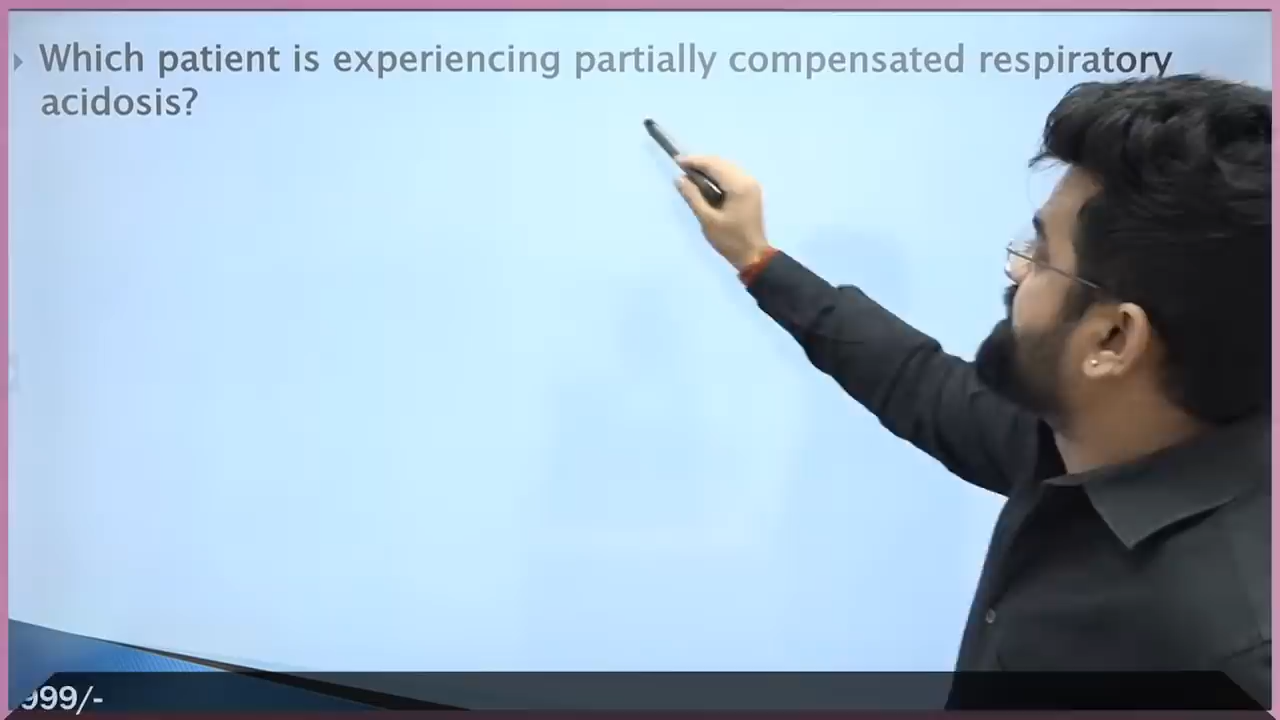 Which patient is experiencing partially compensated respiratory
acidosis?
999/-